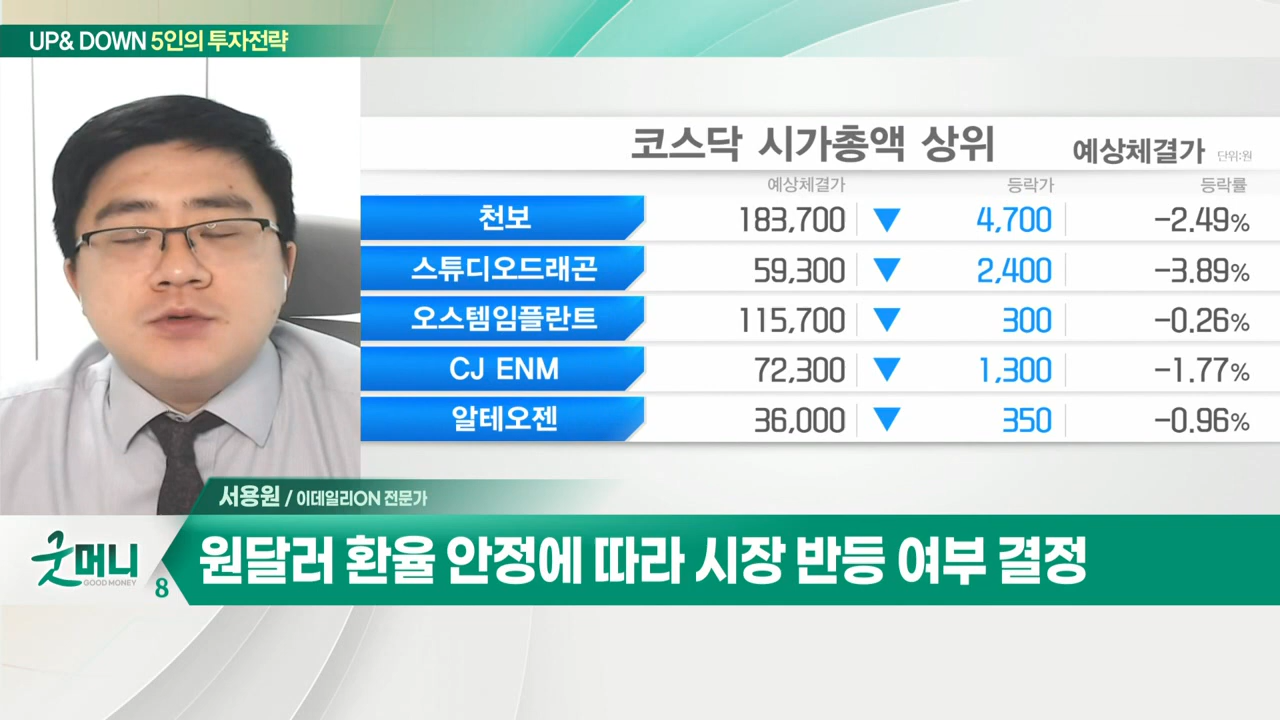 UP& DOWN 5인의 투자전략
코스닥 시가총액 상위 예상체결가 단위:원
예상체결가 등락가 등락률
천보 183,700 ▼ 4,700 -2.49%
스튜디오드래곤 59,300 ▼ 2,400 -3.89%
오스템임플란트 115,700 ▼ 300 -0.26%
CJ ENM 72,300 ▼ 1,300 -1.77%
알테오젠 36,000 ▼ 350 -0.96%
서용원 / 이데일리ON 전문가
굿머니
GOOD MONEY
8
원달러 환율 안정에 따라 시장 반등 여부 결정